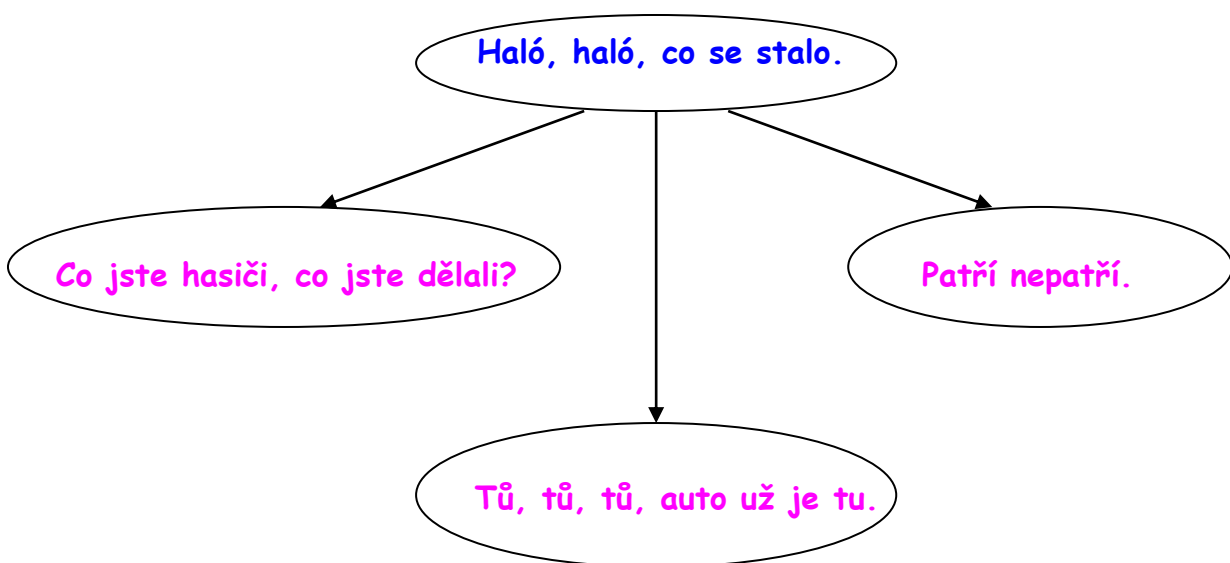 Haló, haló, co se stalo.
Co jste hasiči, co jste dělali?
Patří nepatří.
Tů, tů, tů, auto už je tu.